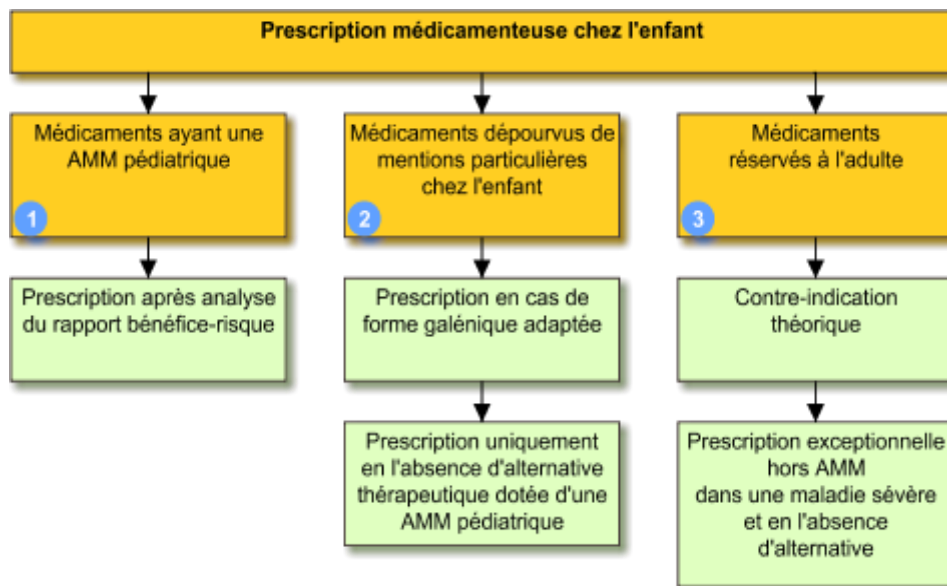 Prescription médicamenteuse chez l'enfant
Médicaments ayant une
AMM pédiatrique
1
Médicaments dépourvus de
mentions particulières
chez l'enfant
2
Médicaments
réservés à l'adulte
3
Prescription après analyse
du rapport bénéfice-risque
Prescription en cas de
forme galénique adaptée
Contre-indication
théorique
Prescription uniquement
en l'absence d'alternative
thérapeutique dotée d'une
AMM pédiatrique
Prescription exceptionnelle
hors AMM
dans une maladie sévère
et en l'absence
d'alternative